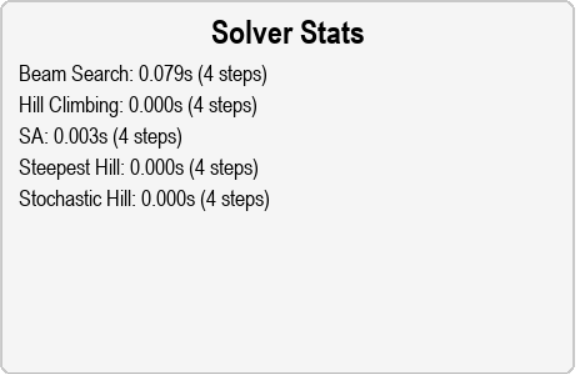 Solver Stats
Beam Search: 0.079s (4 steps)
Hill Climbing: 0.000s (4 steps)
SA: 0.003s (4 steps)
Steepest Hill: 0.000s (4 steps)
Stochastic Hill: 0.000s (4 steps)